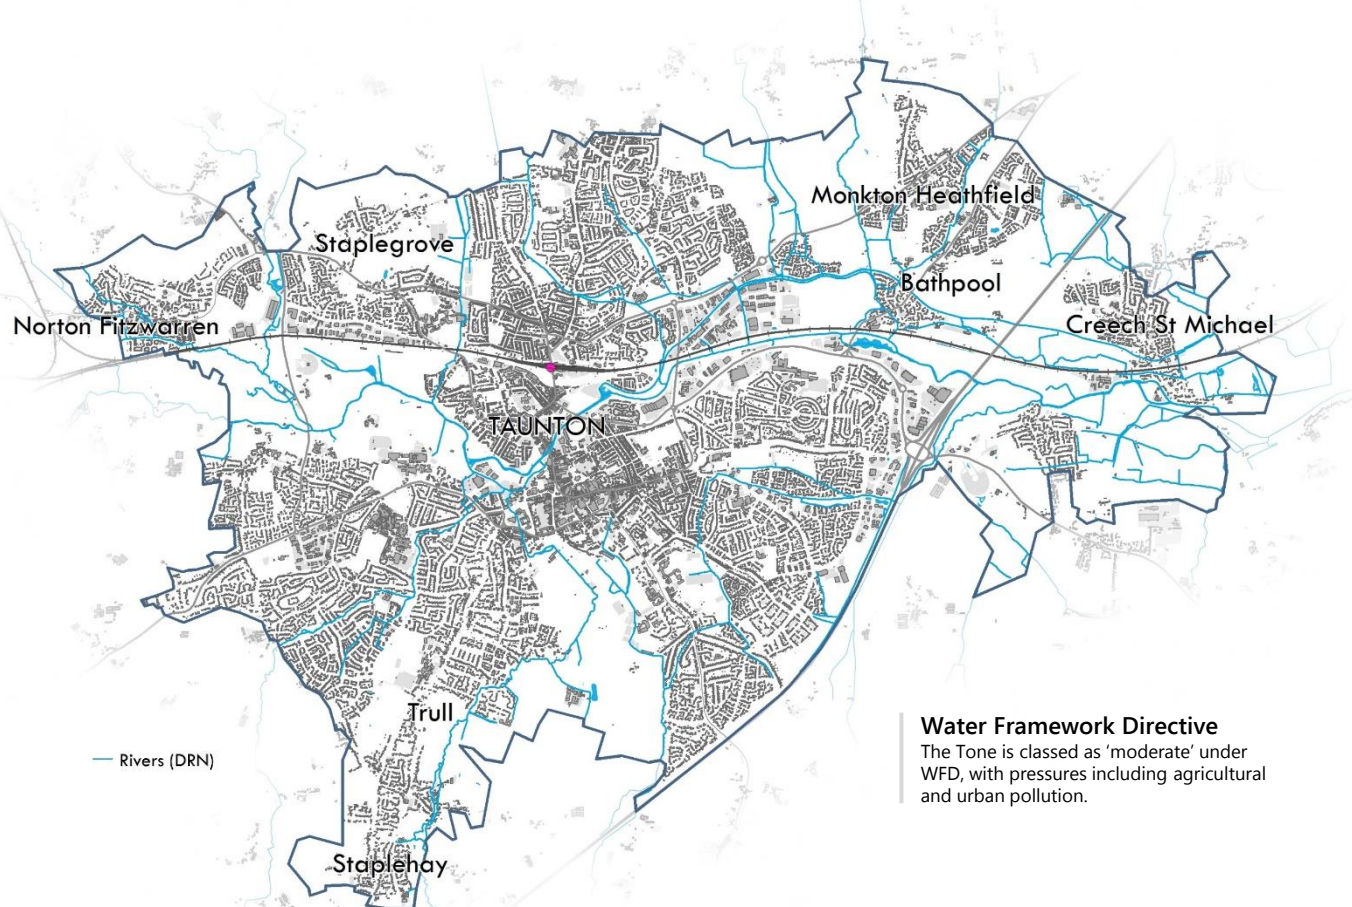 Monkton Heathfield
Staplegrove
Bathpool
Norton Fitzwarren
Creech St Michael
TAUNTON
Trull
Rivers (DRN)
Staplehay
Water Framework Directive
The Tone is classed as ‘moderate’ under
WFD, with pressures including agricultural
and urban pollution.